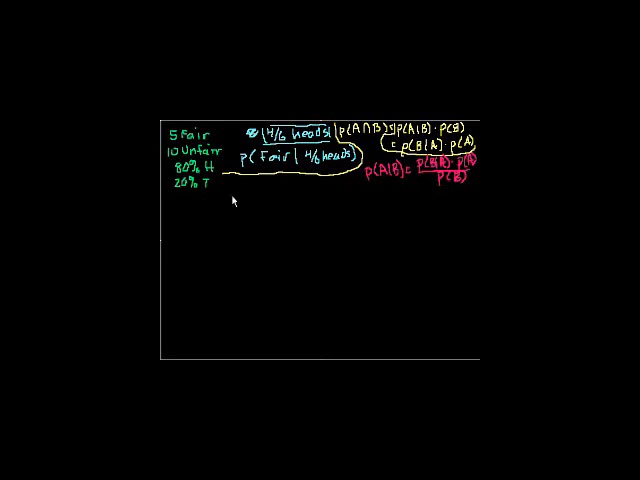 5 Fair
10 Unfair
80% H
20% T
4/6 heads
P(Fair | 4/6 heads)
P(A∩B) = P(A|B) · P(B)
= P(B|A) · P(A)
P(A|B) = P(B|A) · P(A)
P(B)